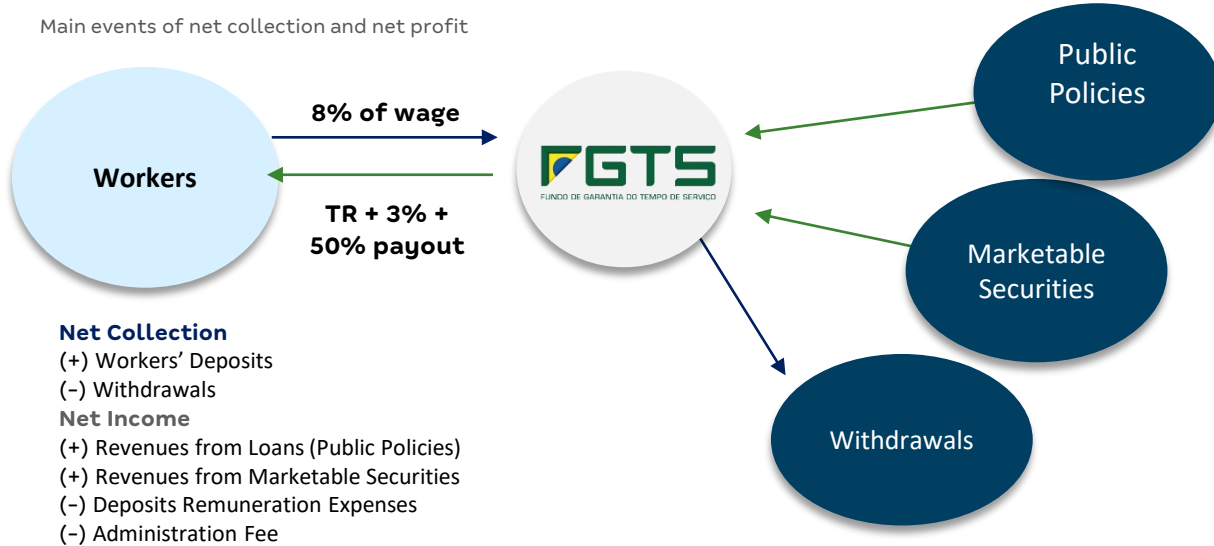 Main events of net collection and net profit
Workers
8% of wage
TR + 3% +
50% payout
FGTS
FUNDO DE GARANTIA DO TEMPO DE SERVIÇO
Public
Policies
Marketable
Securities
Withdrawals
Net Collection
(+) Workers’ Deposits
(–) Withdrawals
Net Income
(+) Revenues from Loans (Public Policies)
(+) Revenues from Marketable Securities
(–) Deposits Remuneration Expenses
(–) Administration Fee